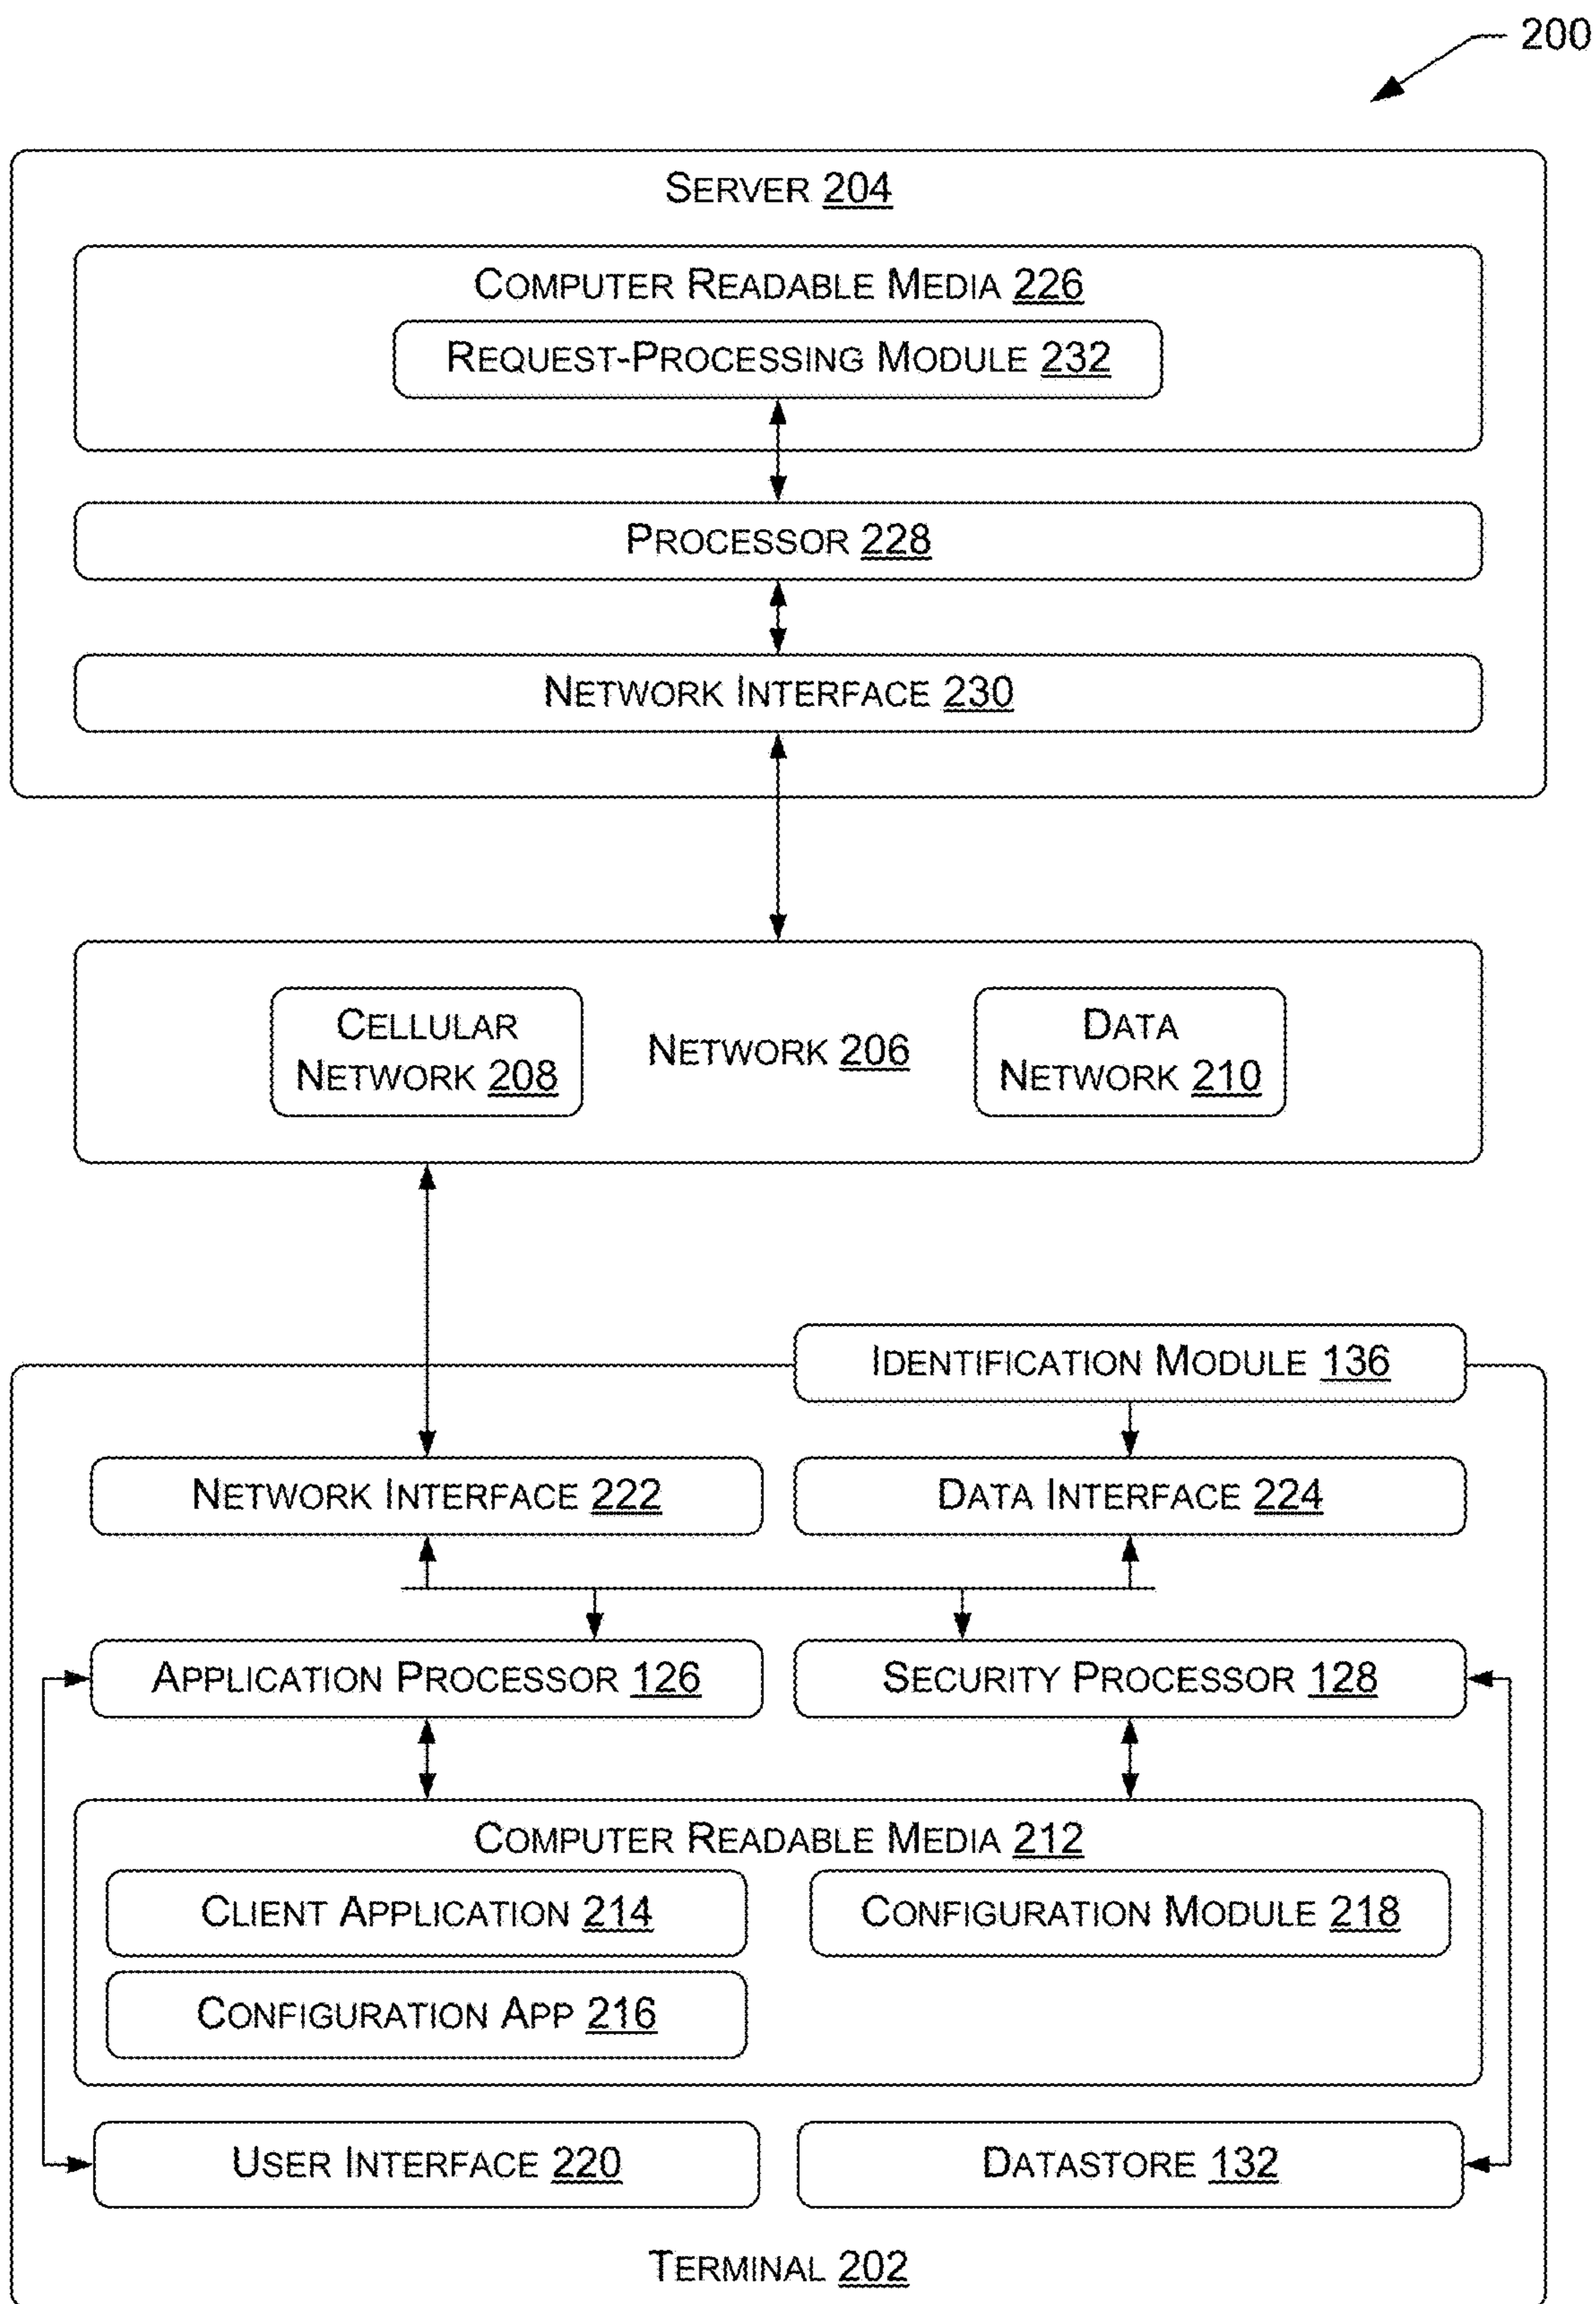 200
SERVER 204
COMPUTER READABLE MEDIA 226
REQUEST-PROCESSING MODULE 232
PROCESSOR 228
NETWORK INTERFACE 230
CELLULAR
NETWORK 208
NETWORK 206
DATA
NETWORK 210
IDENTIFICATION MODULE 136
NETWORK INTERFACE 222
DATA INTERFACE 224
APPLICATION PROCESSOR 126
SECURITY PROCESSOR 128
COMPUTER READABLE MEDIA 212
CLIENT APPLICATION 214
CONFIGURATION MODULE 218
CONFIGURATION APP 216
USER INTERFACE 220
DATASTORE 132
TERMINAL 202